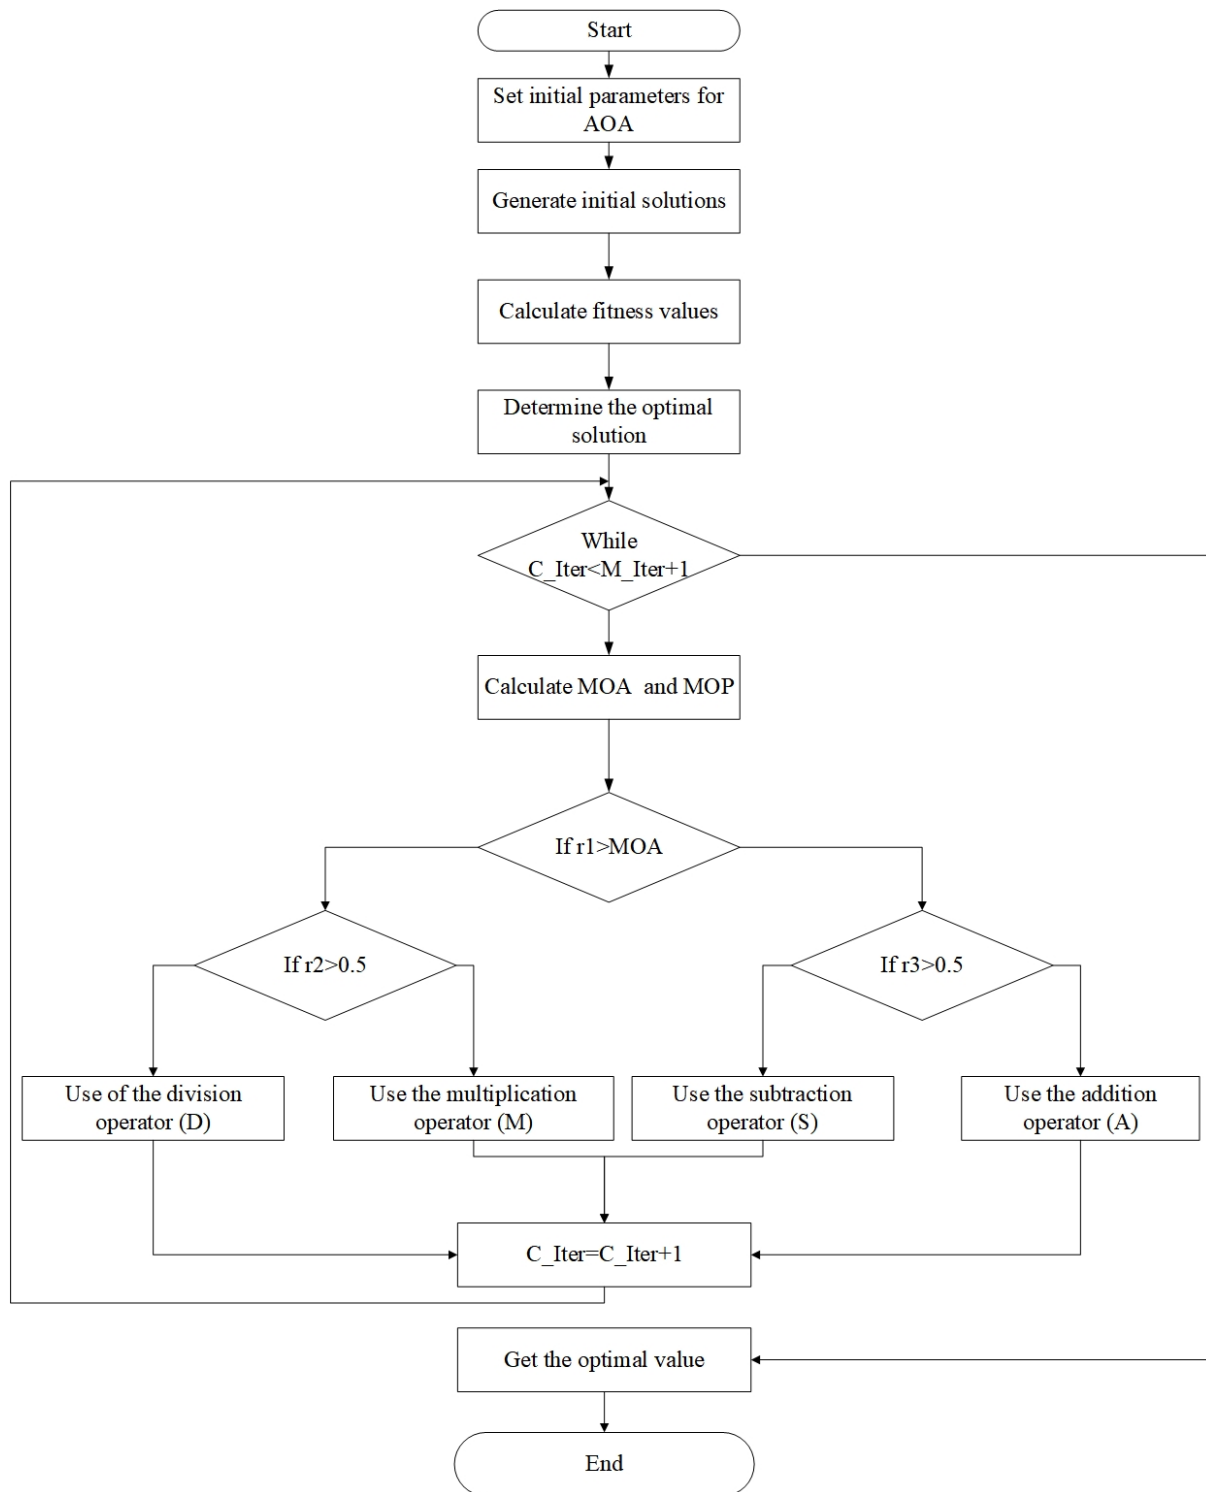 Start
Set initial parameters for
AOA
Generate initial solutions
Calculate fitness values
Determine the optimal
solution
While
C_Iter<M_Iter+1
Calculate MOA and MOP
If r1>MOA
If r2>0.5
If r3>0.5
Use of the division
operator (D)
Use the multiplication
operator (M)
Use the subtraction
operator (S)
Use the addition
operator (A)
C_Iter=C_Iter+1
Get the optimal value
End